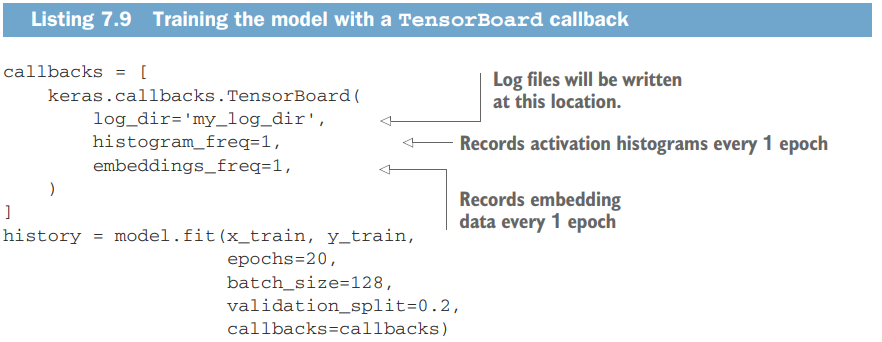 Listing 7.9 Training the model with a TensorBoard callback
callbacks = [
    keras.callbacks.TensorBoard(
        log_dir='my_log_dir',
        histogram_freq=1,
        embeddings_freq=1,
    )
]
history = model.fit(x_train, y_train,
                    epochs=20,
                    batch_size=128,
                    validation_split=0.2,
                    callbacks=callbacks)
Log files will be written
at this location.
Records activation histograms every 1 epoch
Records embedding
data every 1 epoch